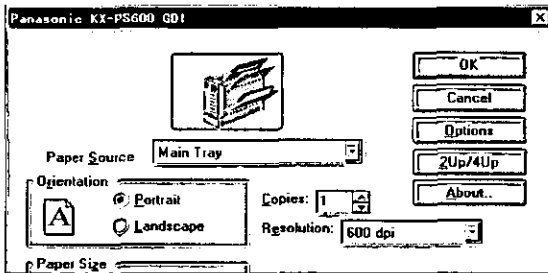 Panasonic KX-PS600 GDI
OK
Cancel
Options
2Up/4Up
About..
Paper Source Main Tray
Orientation
A
Portrait
Landscape
Copies: 1
Resolution: 600 dpi
Paper Size